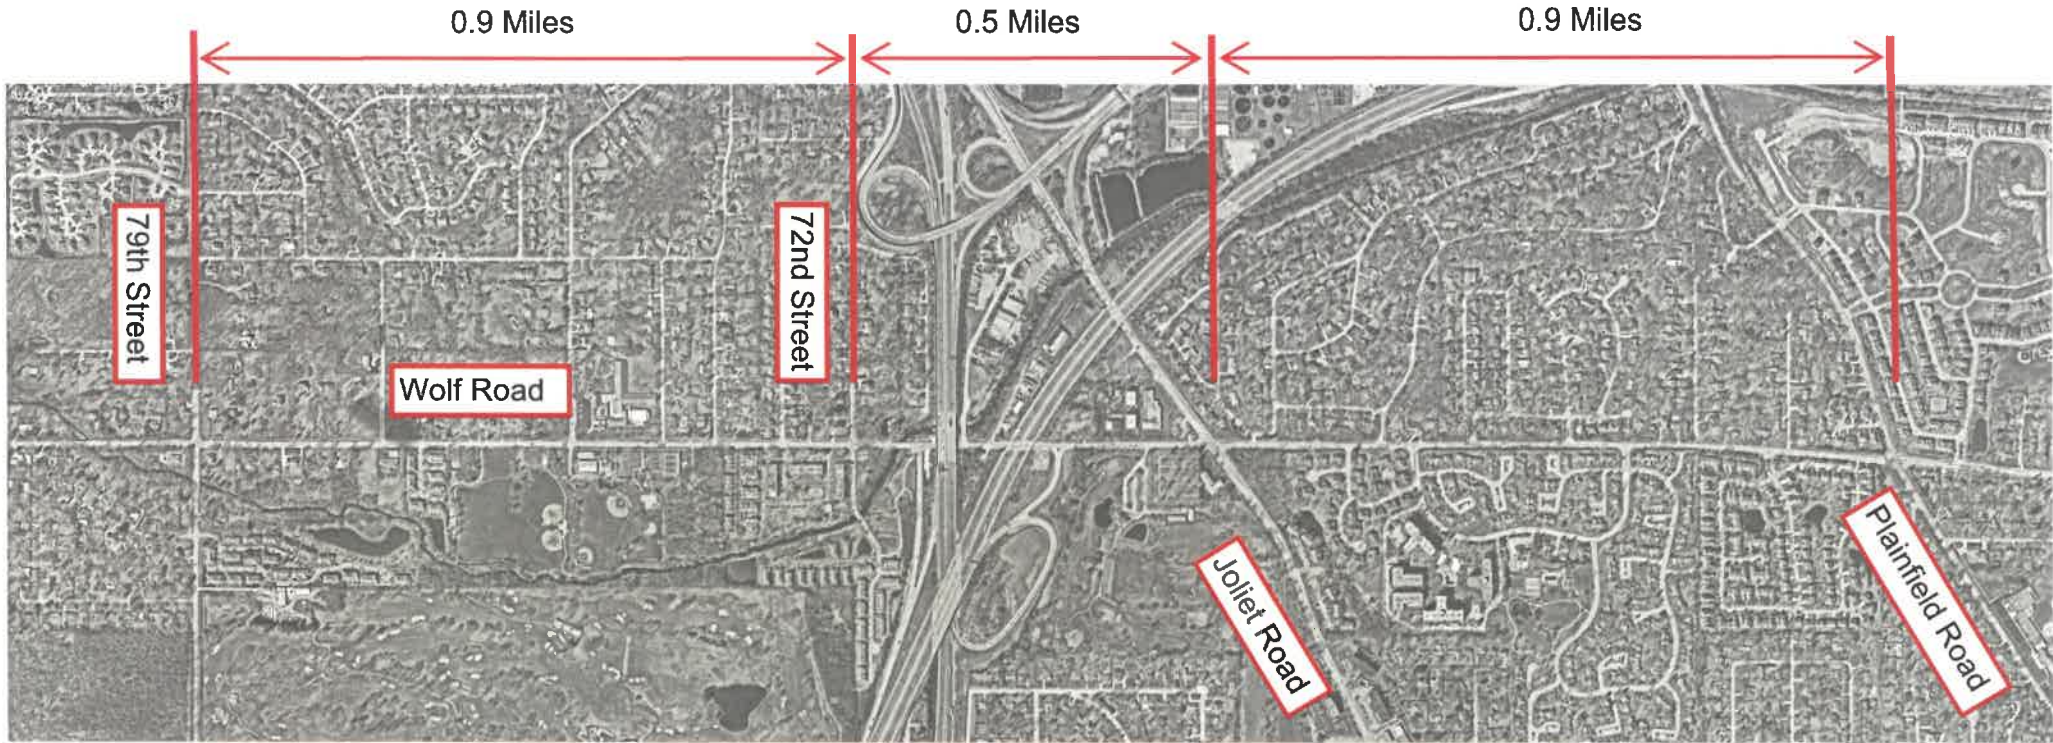 0.9 Miles
0.5 Miles
0.9 Miles
79th Street
72nd Street
Wolf Road
Joliet Road
Plainfield Road